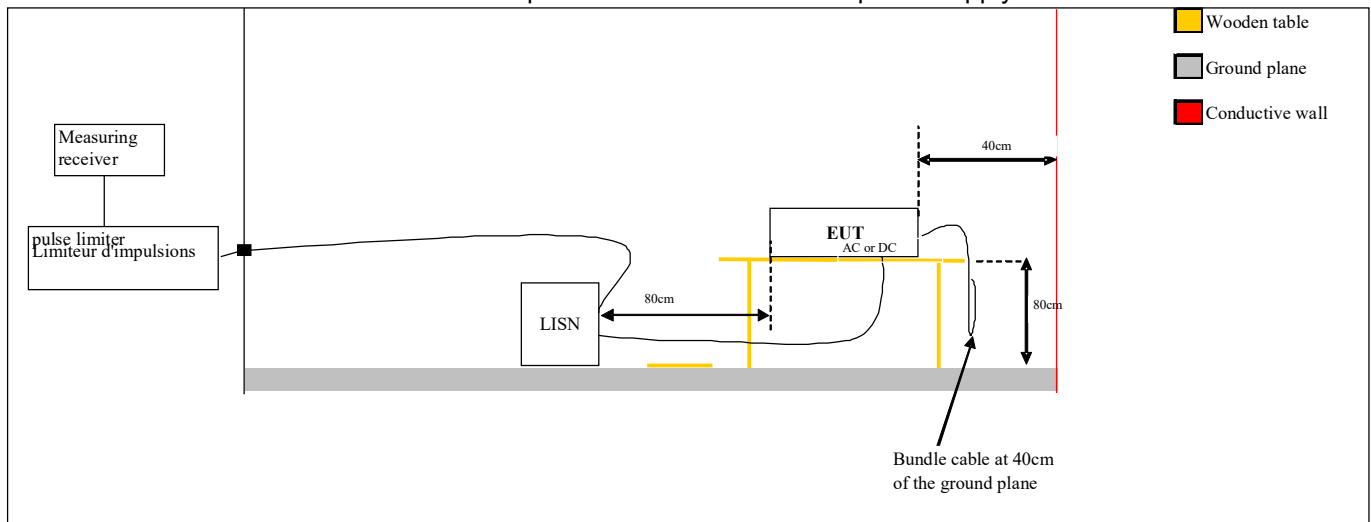 Wooden table
Ground plane
Conductive wall
Measuring
receiver
40cm
pulse limiter
Limiteur d'impulsions
EUT
AC or DC
80cm
80cm
LISN
Bundle cable at 40cm
of the ground plane